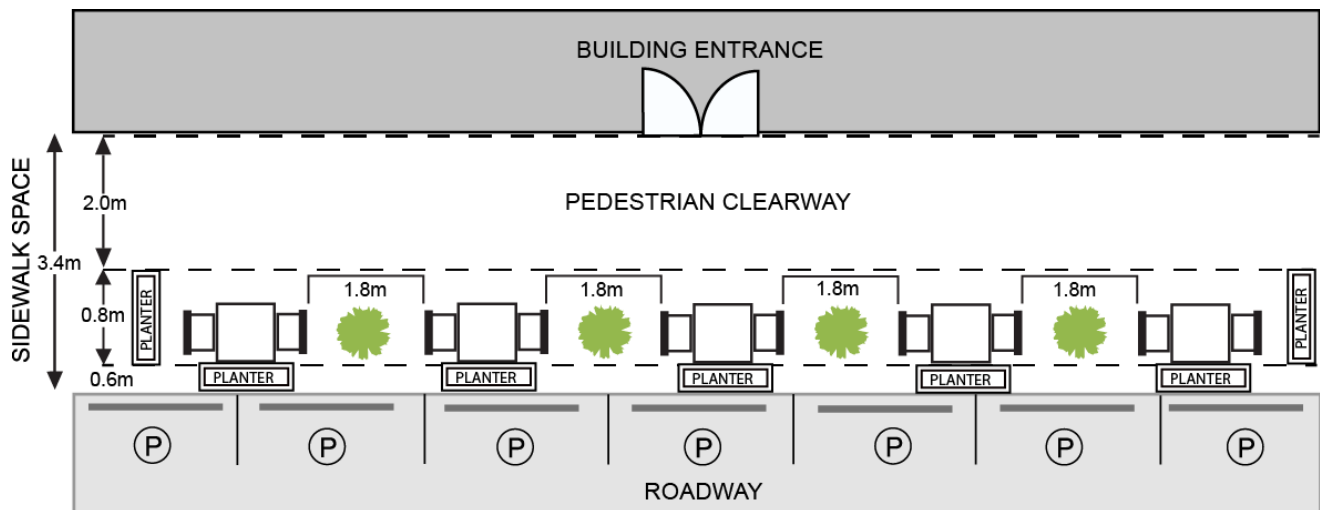 BUILDING ENTRANCE
SIDEWALK SPACE
3.4m
2.0m
PEDESTRIAN CLEARWAY
0.8m
PLANTER
1.8m
1.8m
1.8m
1.8m
PLANTER
0.6m
PLANTER
PLANTER
PLANTER
PLANTER
PLANTER
P
P
P
P
P
P
P
ROADWAY